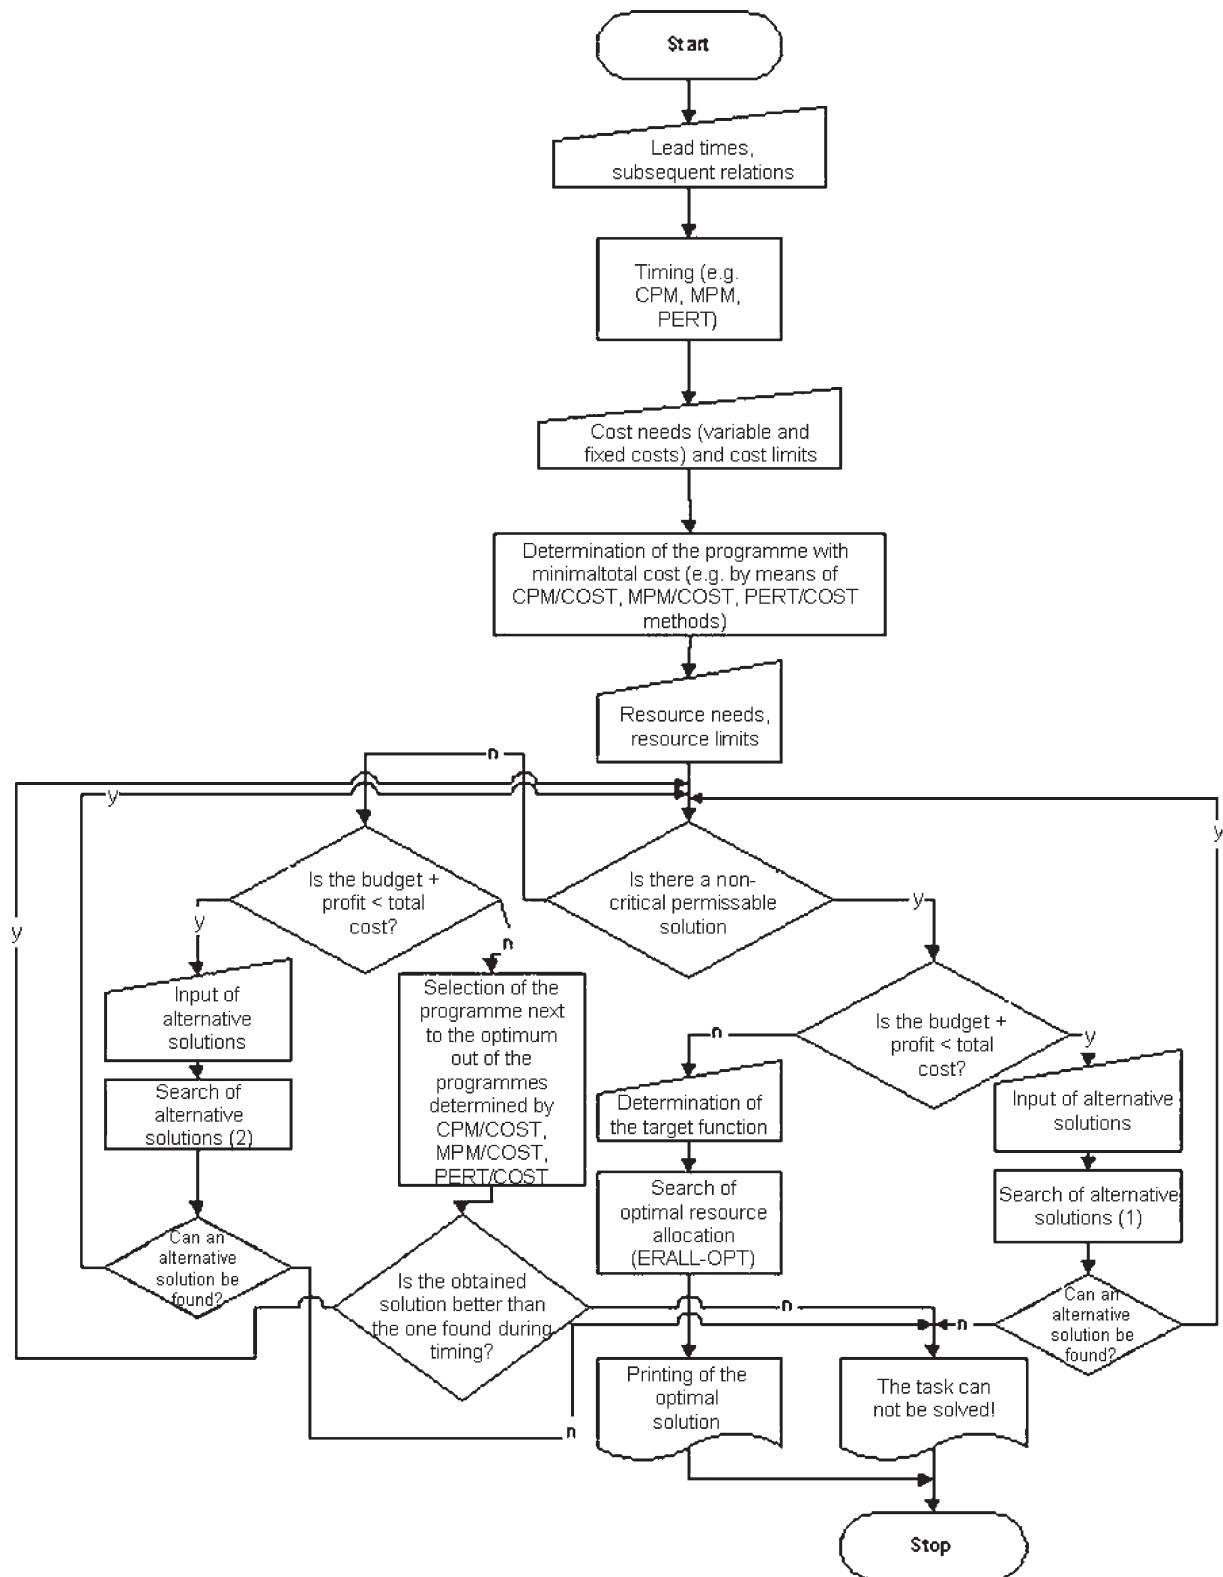 Start
Lead times,
subsequent relations
Timing (e.g.
CPM, MPM,
PERT)
Cost needs (variable and
fixed costs) and cost limits
Determination of the programme with
minimaltotal cost (e.g. by means of
CPM/COST, MPM/COST, PERT/COST
methods)
Resource needs,
resource limits
n
y
y
Is the budget +
profit < total
cost?
Is there a non-
critical permissable
solution
y
y
y
n
Input of
alternative
solutions
Selection of the
programme next
to the optimum
out of the
programmes
determined by
CPM/COST,
MPM/COST,
PERT/COST
Is the budget +
profit < total
cost?
n
y
Search of
alternative
solutions (2)
Determination of
the target function
Input of alternative
solutions
Search of
optimal resource
allocation
(ERALL-OPT)
Search of alternative
solutions (1)
Can an
alternative
solution be
found?
Is the obtained
solution better than
the one found during
timing?
n
n
Can an
alternative
solution be
found?
Printing of the
optimal
solution
The task can
not be solved!
n
y
Stop